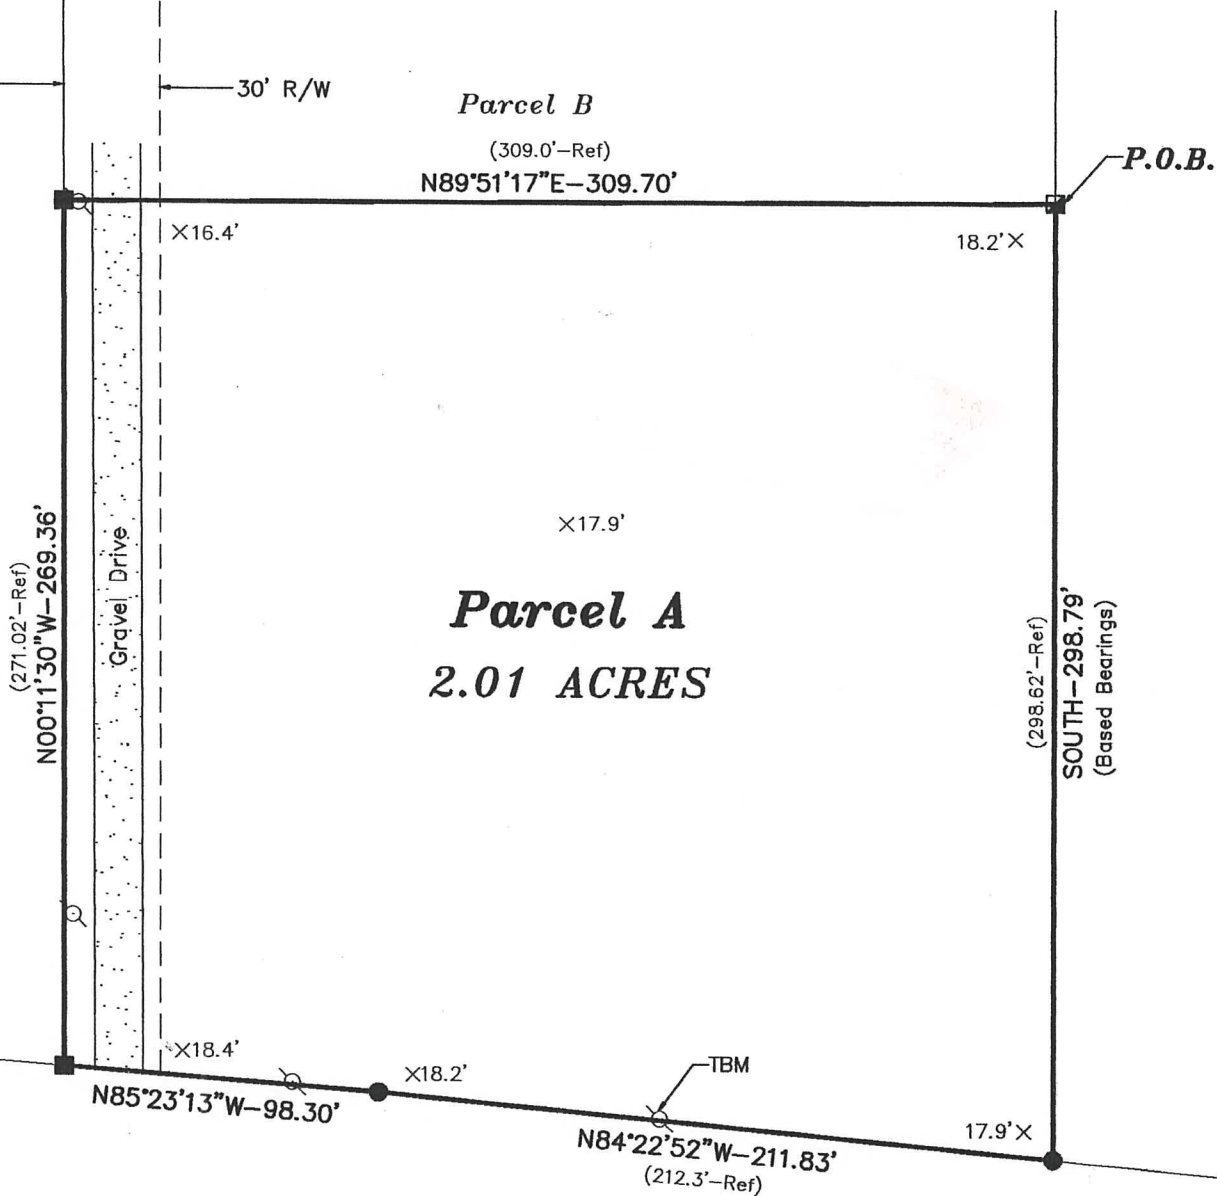 30' R/W
Parcel B
(309.0'-Ref)
N89°51'17"E-309.70'
P.O.B.
×16.4'
18.2'×
×17.9'
Parcel A
2.01 ACRES
(271.02'-Ref)
N00°11'30"W-269.36'
Gravel Drive
(298.62'-Ref)
SOUTH-298.79'
(Based Bearings)
×18.4'
×18.2'
TBM
N85°23'13"W-98.30'
17.9'×
N84°22'52"W-211.83'
(212.3'-Ref)